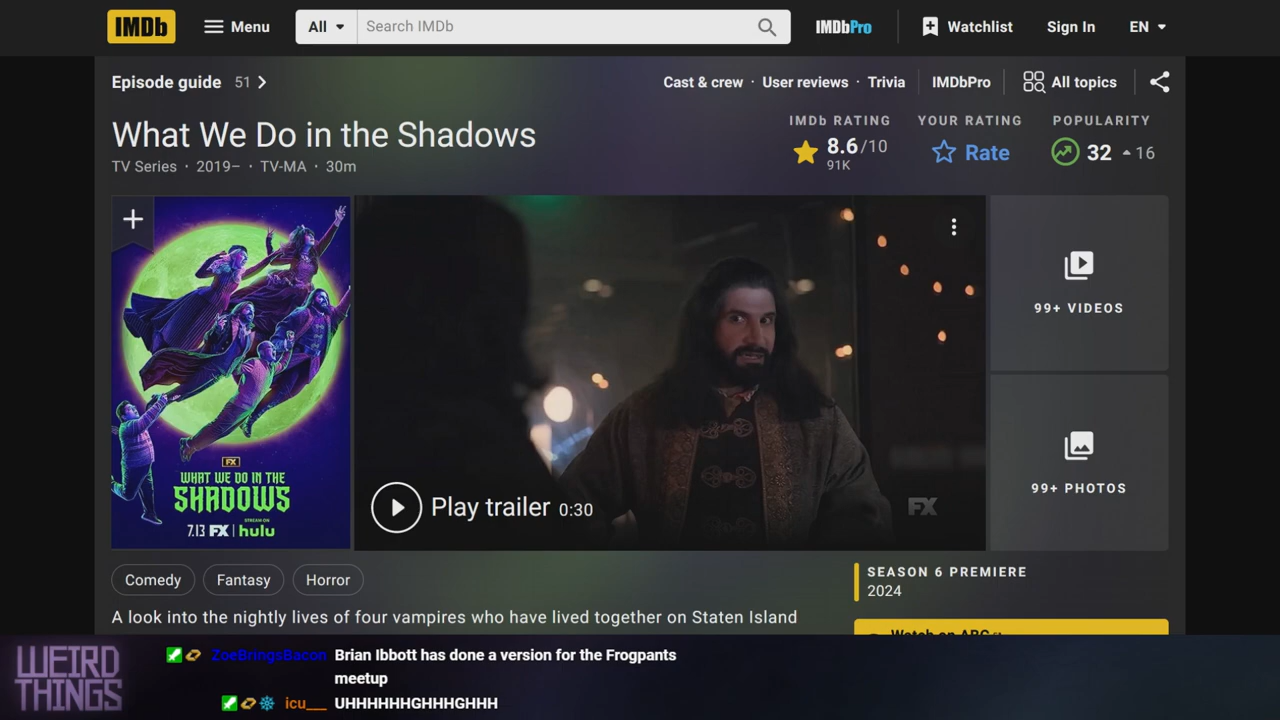 IMDb
Menu
All
Search IMDb
IMDbPro
Watchlist
Sign In
EN
Episode guide 51
Cast & crew · User reviews · Trivia
IMDbPro
All topics
What We Do in the Shadows
TV Series · 2019– · TV-MA · 30m
IMDb RATING
8.6/10
91K
YOUR RATING
Rate
POPULARITY
32 16
FX
WHAT WE DO IN THE
SHADOWS
STREAM ON
7.13 FX | hulu
Play trailer 0:30
FX
99+ VIDEOS
99+ PHOTOS
Comedy
Fantasy
Horror
A look into the nightly lives of four vampires who have lived together on Staten Island
SEASON 6 PREMIERE
2024
Watch on ABC
WEIRD
THINGS
ZoeBringsBacon Brian Ibbott has done a version for the Frogpants
meetup
icu___ UHHHHHHGHHHGHHH